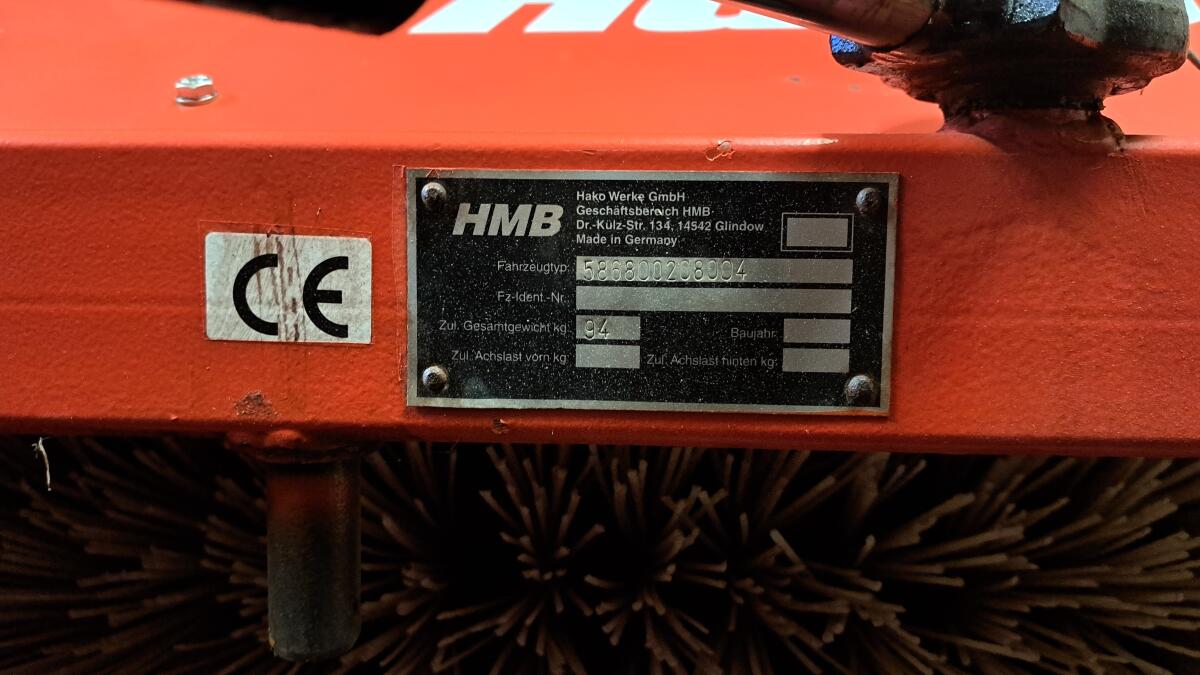 CE
HMB
Hako Werke GmbH
Geschäftsbereich HMB
Dr.-Külz-Str. 134, 14542 Glindow
Made in Germany
Fahrzeugtyp: 586800208004
Fz-Ident.-Nr.
Zul. Gesamtgewicht kg 94 Baujahr:
Zul. Achslast vorn kg Zul. Achslast hinten kg: